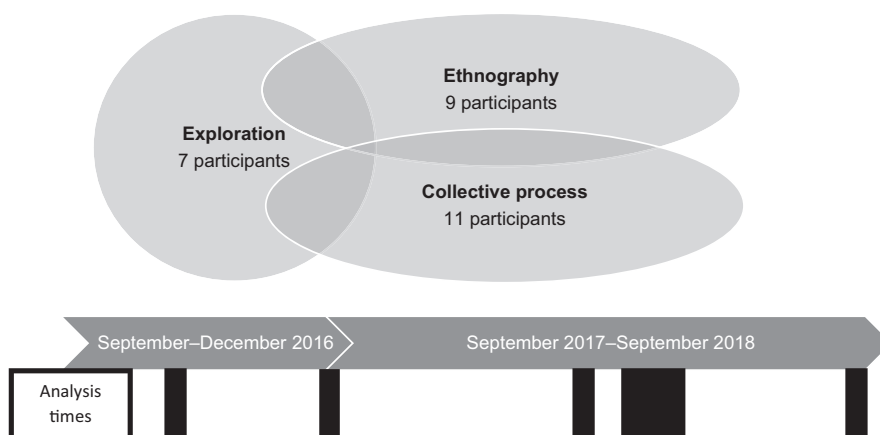 Exploration
7 participants
Ethnography
9 participants
Collective process
11 participants
September–December 2016
September 2017–September 2018
Analysis
times